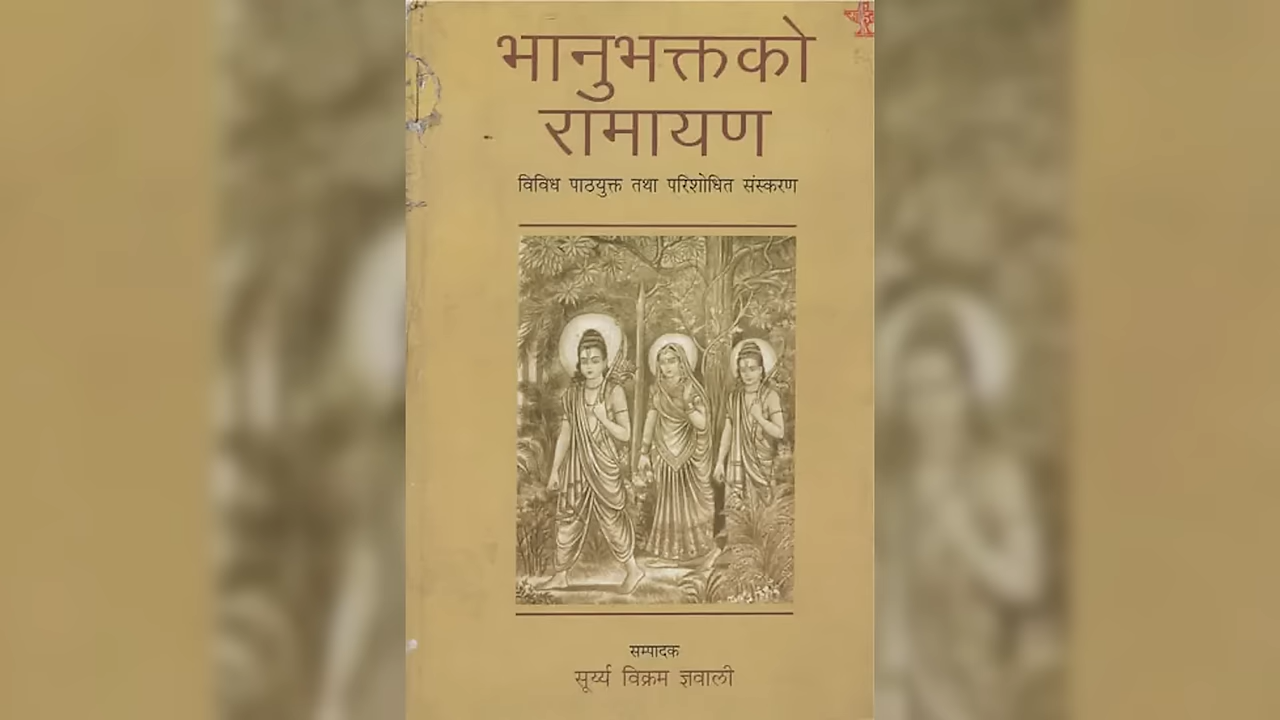 भानुभक्तको
रामायण
विविध पाठयुक्त तथा परिशोधित संस्करण
सम्पादक
सूर्य्य विक्रम ज्ञवाली